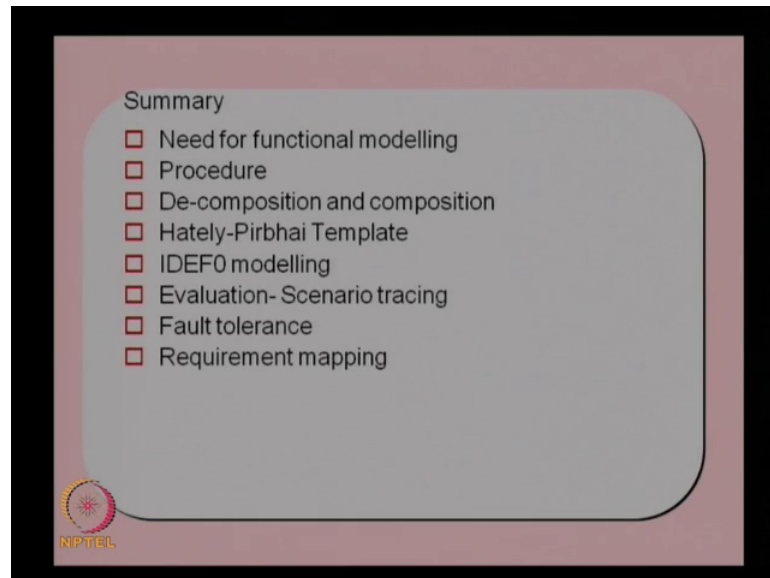 Summary
Need for functional modelling
Procedure
De-composition and composition
Hately-Pirbhai Template
IDEF0 modelling
Evaluation- Scenario tracing
Fault tolerance
Requirement mapping
NPTEL